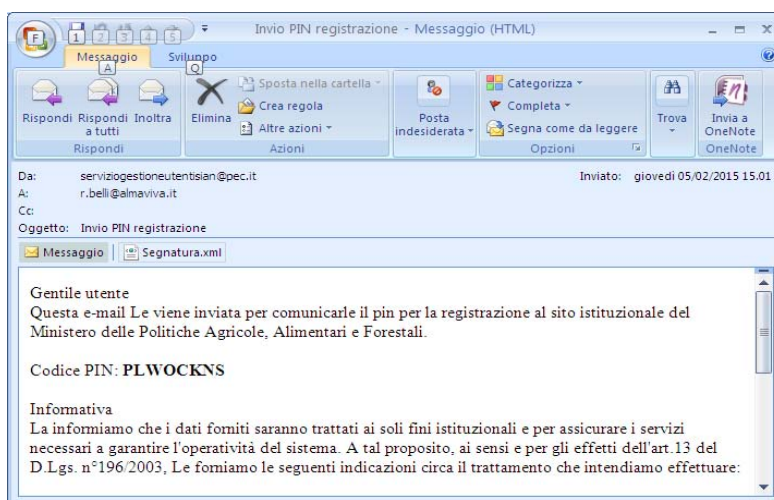 Invio PIN registrazione - Messaggio (HTML)
F 1 2 3 4 5
Messaggio Sviluppo
A Q
Rispondi Rispondi a tutti Inoltra
Rispondi
Elimina
Sposta nella cartella
Crea regola
Altre azioni
Azioni
Posta indesiderata
Categorizza
Completa
Segna come da leggere
Opzioni
Trova
Invia a OneNote
OneNote
Da: serviziogestioneutentisian@pec.it Inviato: giovedì 05/02/2015 15.01
A: r.belli@almaviva.it
Cc:
Oggetto: Invio PIN registrazione
Messaggio Segnatura.xml
Gentile utente
Questa e-mail Le viene inviata per comunicarle il pin per la registrazione al sito istituzionale del
Ministero delle Politiche Agricole, Alimentari e Forestali.
Codice PIN: PLWOCKNS
Informativa
La informiamo che i dati forniti saranno trattati ai soli fini istituzionali e per assicurare i servizi
necessari a garantire l'operatività del sistema. A tal proposito, ai sensi e per gli effetti dell'art.13 del
D.Lgs. n°196/2003, Le forniamo le seguenti indicazioni circa il trattamento che intendiamo effettuare: